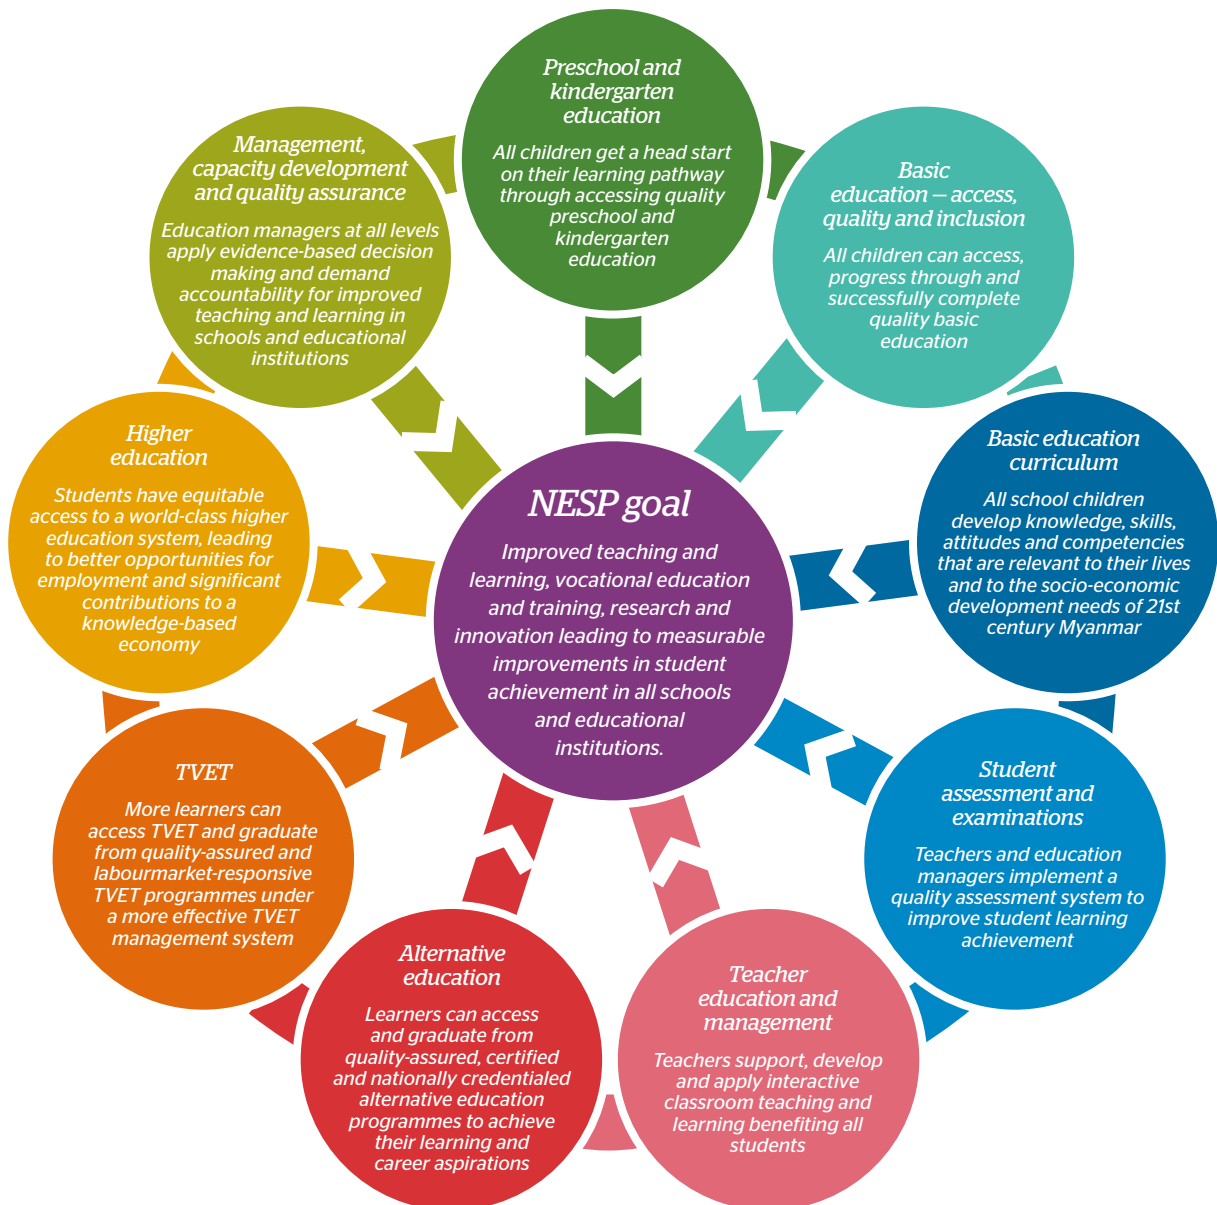 Preschool and
kindergarten
education
All children get a head start
on their learning pathway
through accessing quality
preschool and
kindergarten
education
Basic
education – access,
quality and inclusion
All children can access,
progress through and
successfully complete
quality basic
education
Basic education
curriculum
All school children
develop knowledge, skills,
attitudes and competencies
that are relevant to their lives
and to the socio-economic
development needs of 21st
century Myanmar
Student
assessment and
examinations
Teachers and education
managers implement a
quality assessment system to
improve student learning
achievement
Teacher
education and
management
Teachers support, develop
and apply interactive
classroom teaching and
learning benefiting all
students
Alternative
education
Learners can access
and graduate from
quality-assured, certified
and nationally credentialed
alternative education
programmes to achieve
their learning and
career aspirations
TVET
More learners can
access TVET and graduate
from quality-assured and
labourmarket-responsive
TVET programmes under
a more effective TVET
management system
Higher
education
Students have equitable
access to a world-class higher
education system, leading
to better opportunities for
employment and significant
contributions to a
knowledge-based
economy
Management,
capacity development
and quality assurance
Education managers at all levels
apply evidence-based decision
making and demand
accountability for improved
teaching and learning in
schools and educational
institutions
NESP goal
Improved teaching and
learning, vocational education
and training, research and
innovation leading to measurable
improvements in student
achievement in all schools
and educational
institutions.